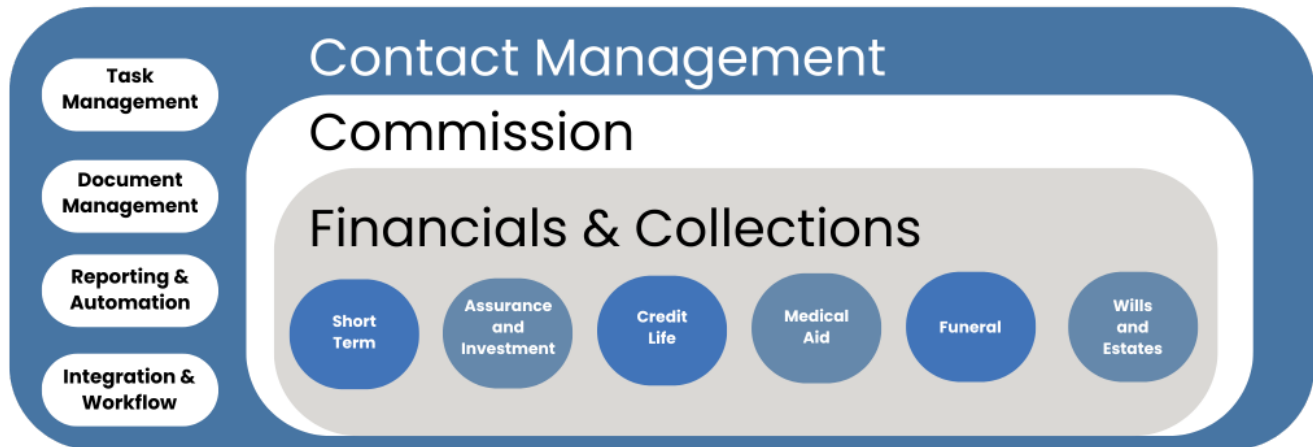 Contact Management
Commission
Financials & Collections
Task
Management
Document
Management
Reporting &
Automation
Integration &
Workflow
Short
Term
Assurance
and
Investment
Credit
Life
Medical
Aid
Funeral
Wills
and
Estates